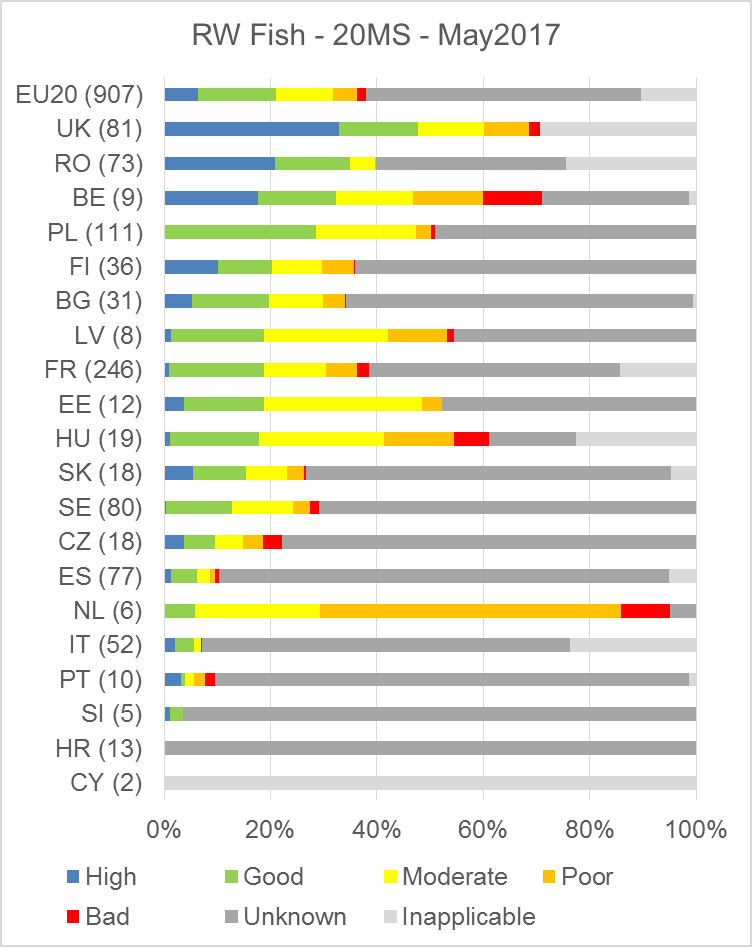 RW Fish - 20MS - May2017
EU20 (907)
UK (81)
RO (73)
BE (9)
PL (111)
FI (36)
BG (31)
LV (8)
FR (246)
EE (12)
HU (19)
SK (18)
SE (80)
CZ (18)
ES (77)
NL (6)
IT (52)
PT (10)
SI (5)
HR (13)
CY (2)
0% 20% 40% 60% 80% 100%
High Good Moderate Poor
Bad Unknown Inapplicable